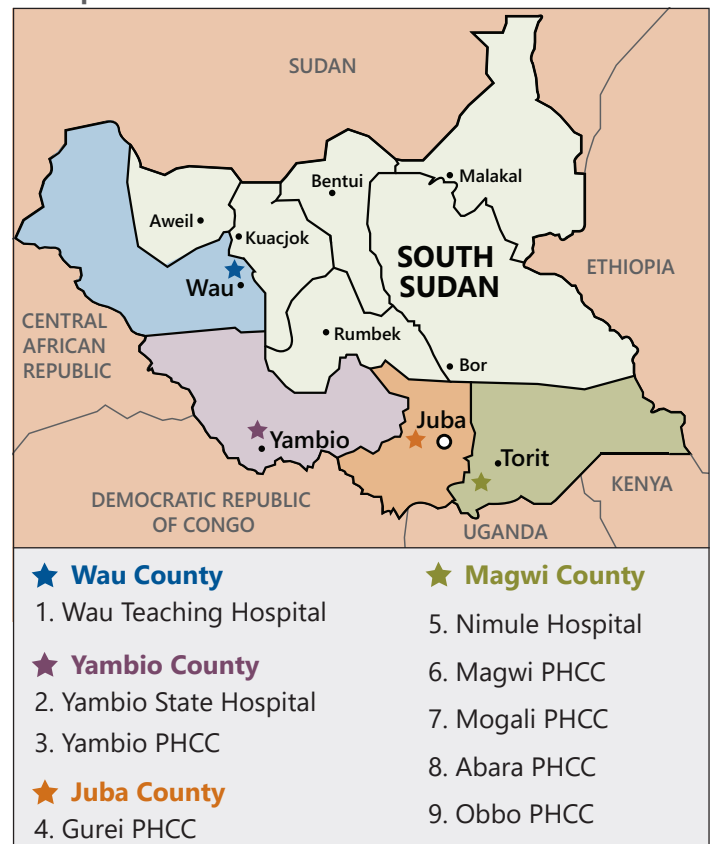 SUDAN
Bentui
Malakal
Aweil
Kuacjok
SOUTH
SUDAN
ETHIOPIA
Wau
CENTRAL
AFRICAN
REPUBLIC
Rumbek
Bor
Juba
Yambio
Torit
KENYA
DEMOCRATIC REPUBLIC
OF CONGO
UGANDA
Wau County
1. Wau Teaching Hospital
Yambio County
2. Yambio State Hospital
3. Yambio PHCC
Juba County
4. Gurei PHCC
Magwi County
5. Nimule Hospital
6. Magwi PHCC
7. Mogali PHCC
8. Abara PHCC
9. Obbo PHCC